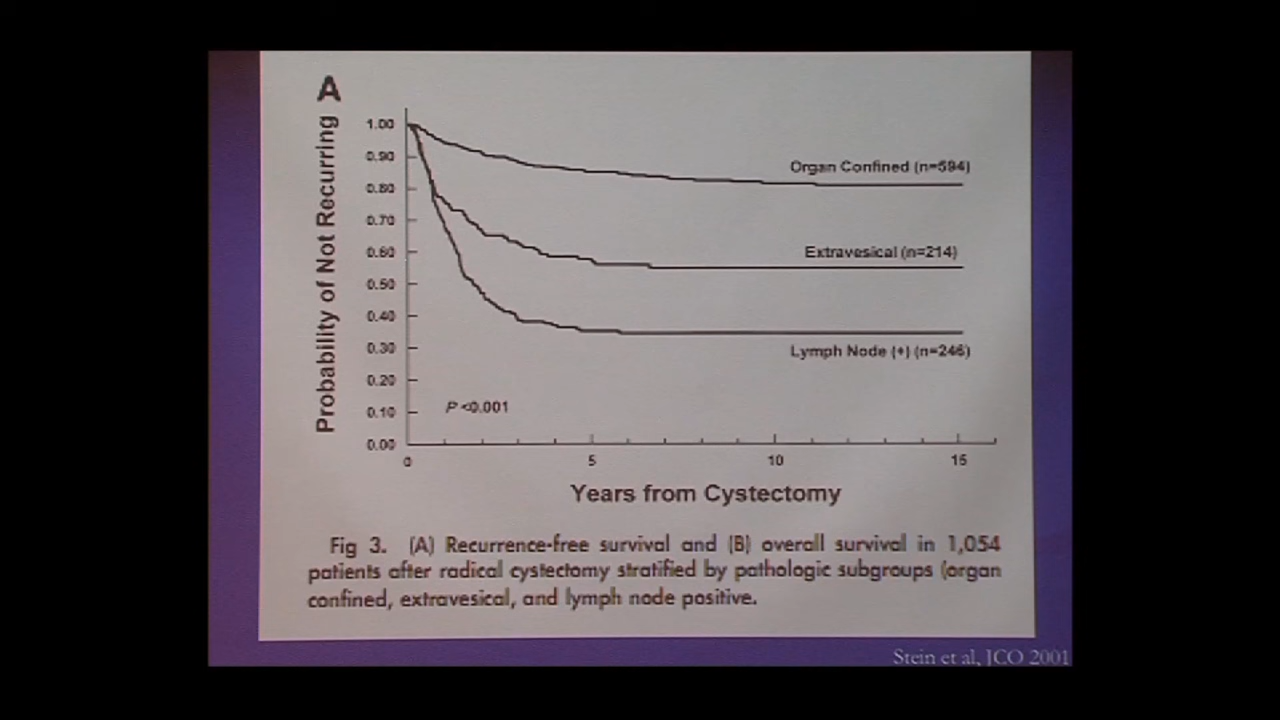 A
Probability of Not Recurring
1.00
0.90
0.80
0.70
0.60
0.50
0.40
0.30
0.20
0.10
0.00
Organ Confined (n=594)
Extravesical (n=214)
Lymph Node (+) (n=246)
P <0.001
0
5
10
15
Years from Cystectomy
Fig 3. (A) Recurrence-free survival and (B) overall survival in 1,054
patients after radical cystectomy stratified by pathologic subgroups (organ
confined, extravesical, and lymph node positive.
Stein et al, JCO 2001